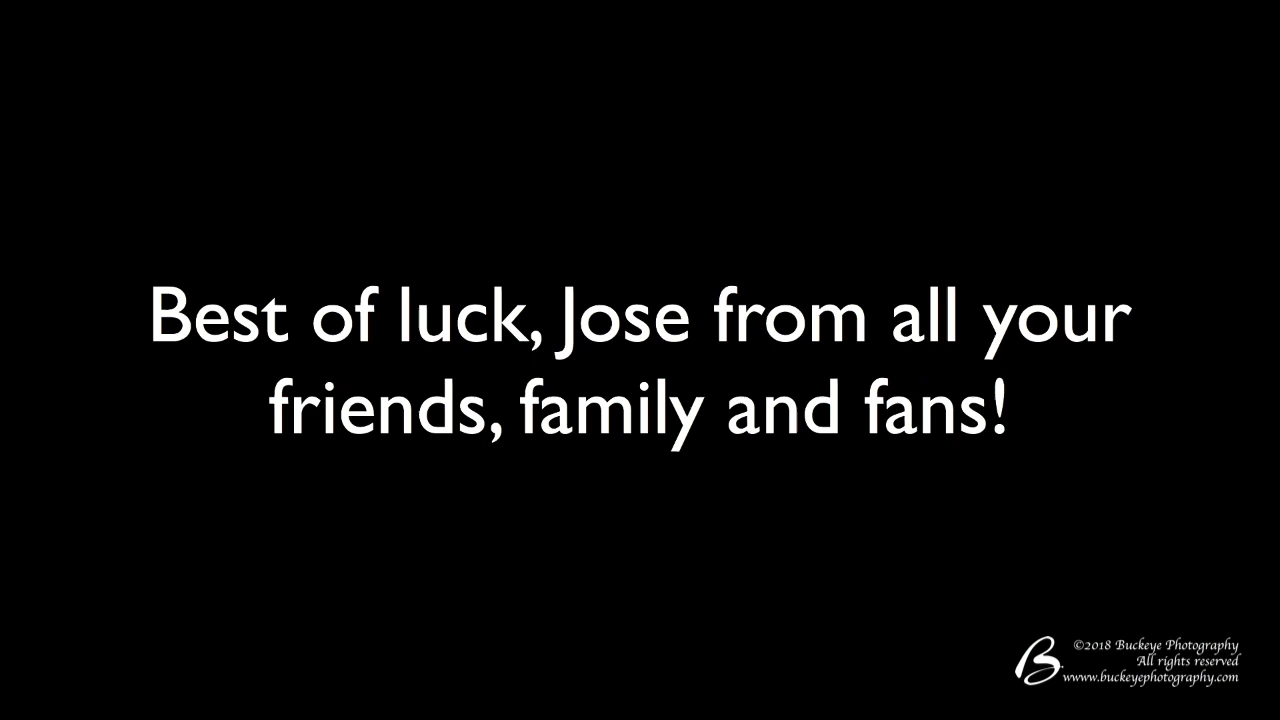 Best of luck, Jose from all your
friends, family and fans!
B.
©2018 Buckeye Photography
All rights reserved
www.buckeyephotography.com